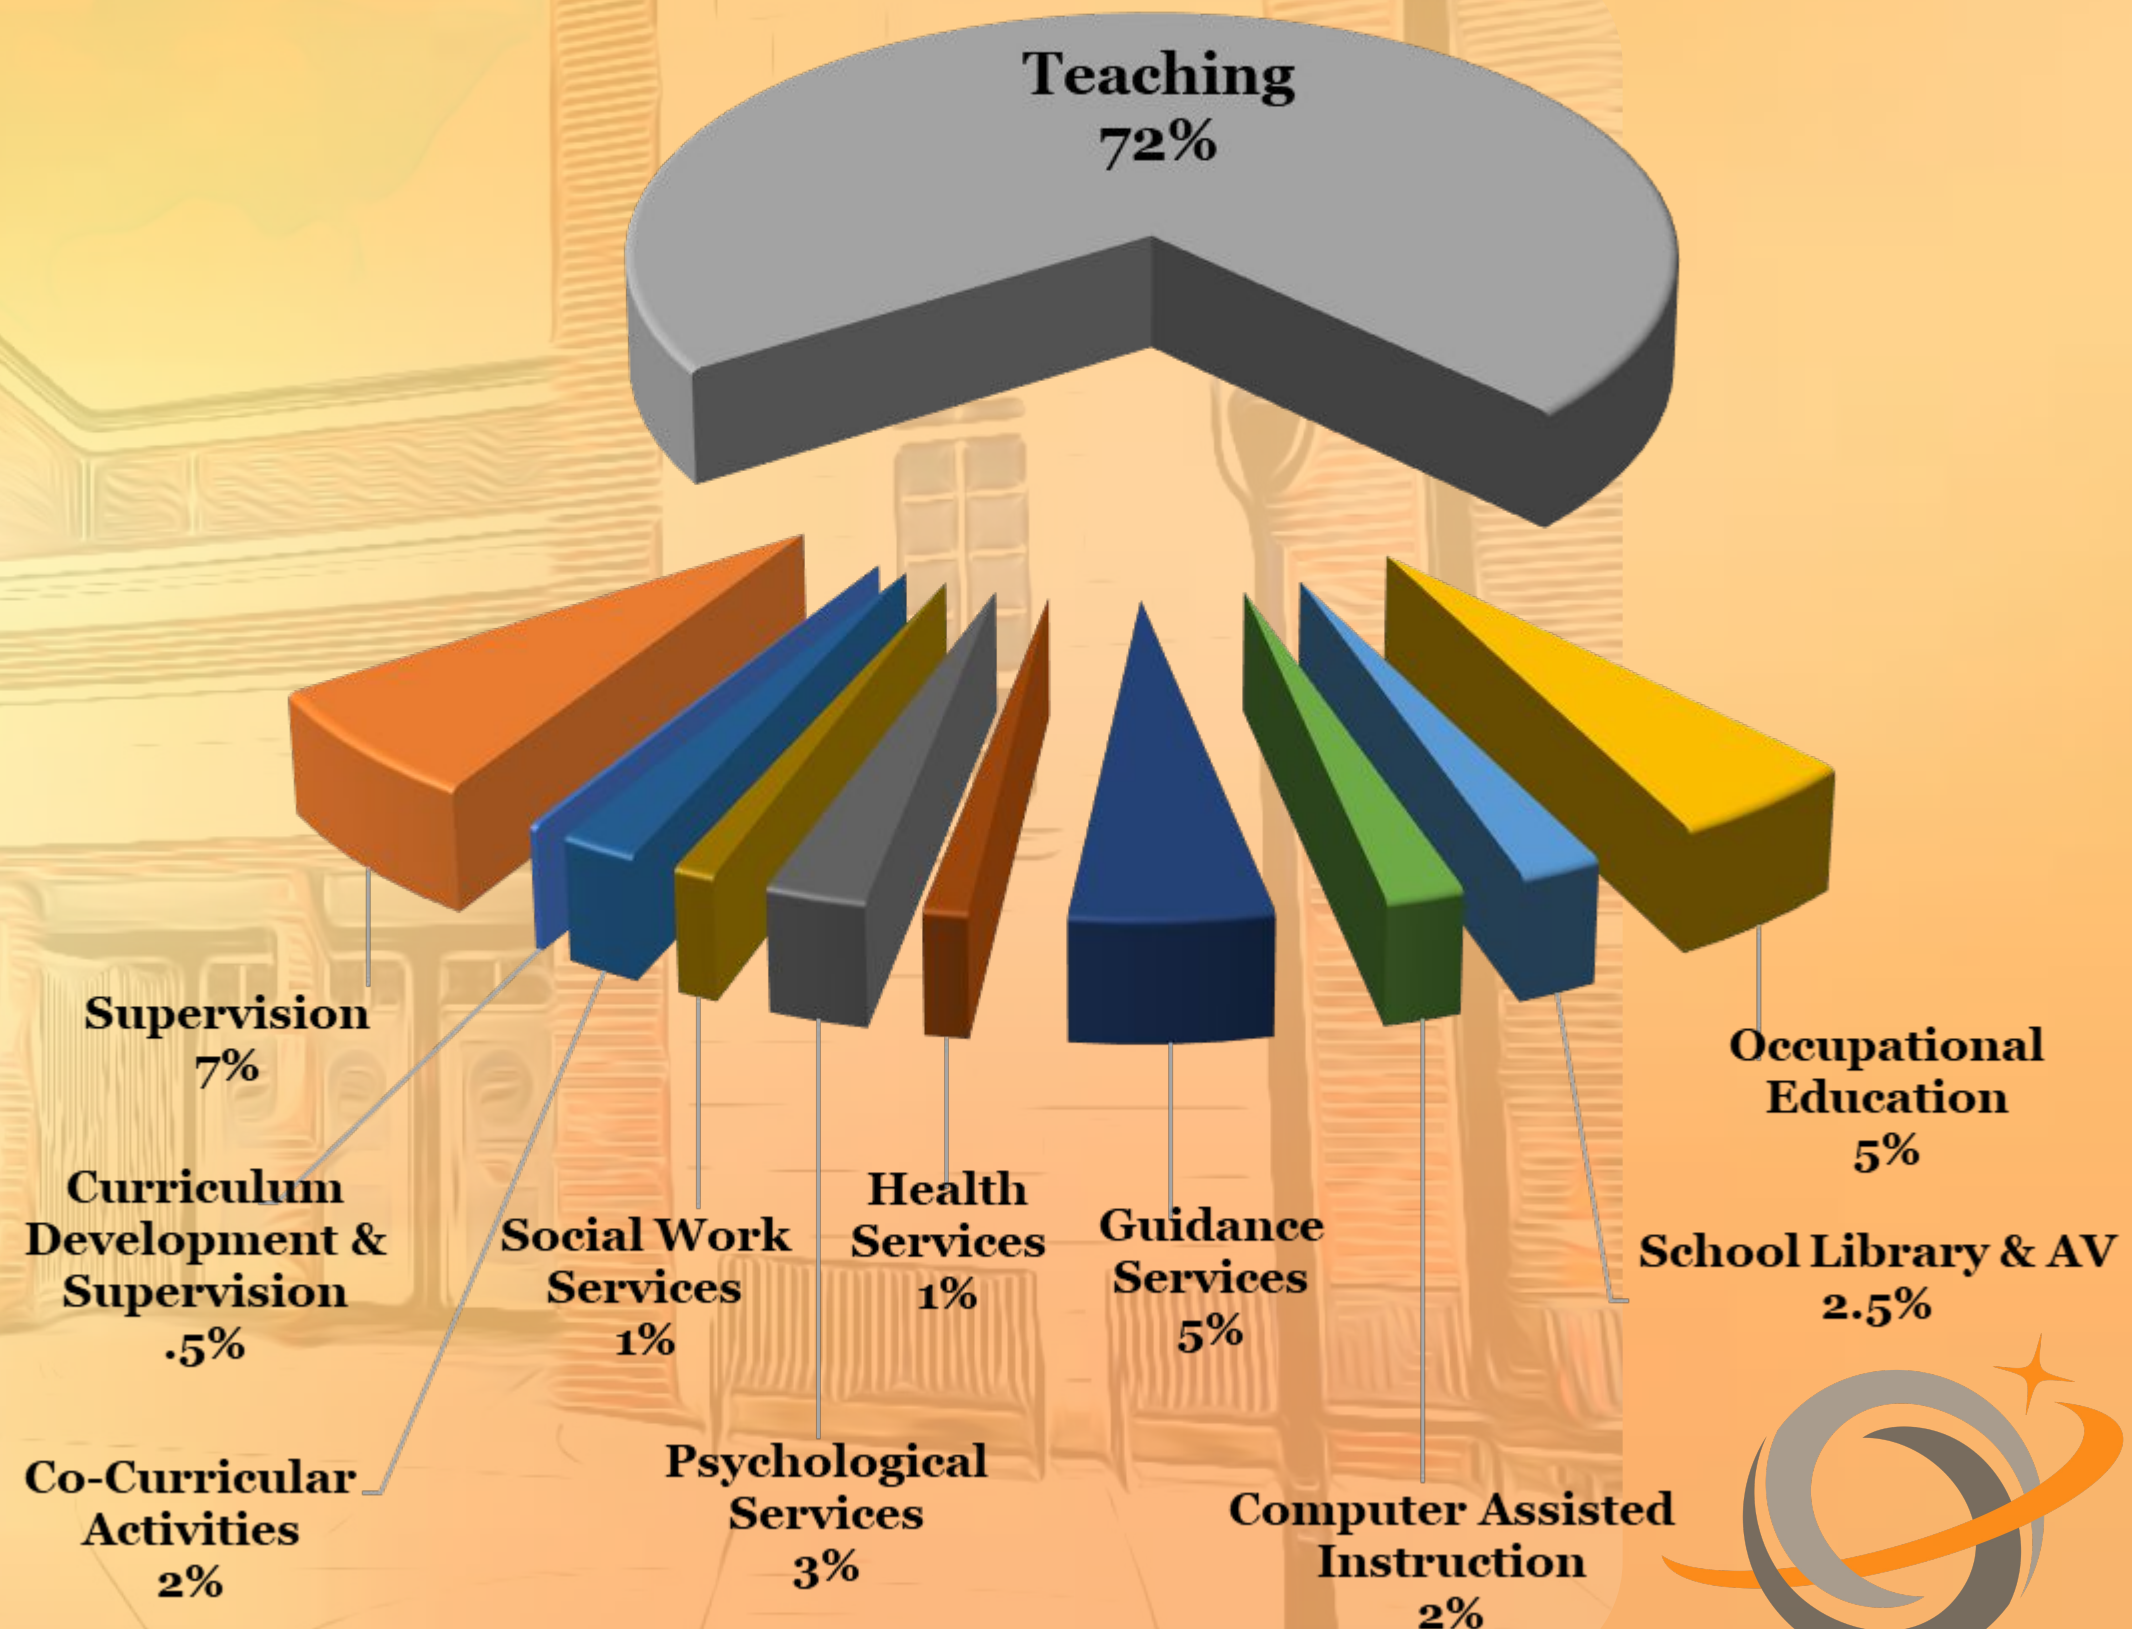 Teaching
72%
Supervision
7%
Curriculum
Development &
Supervision
.5%
Co-Curricular
Activities
2%
Social Work
Services
1%
Psychological
Services
3%
Health
Services
1%
Guidance
Services
5%
Computer Assisted
Instruction
2%
School Library & AV
2.5%
Occupational
Education
5%